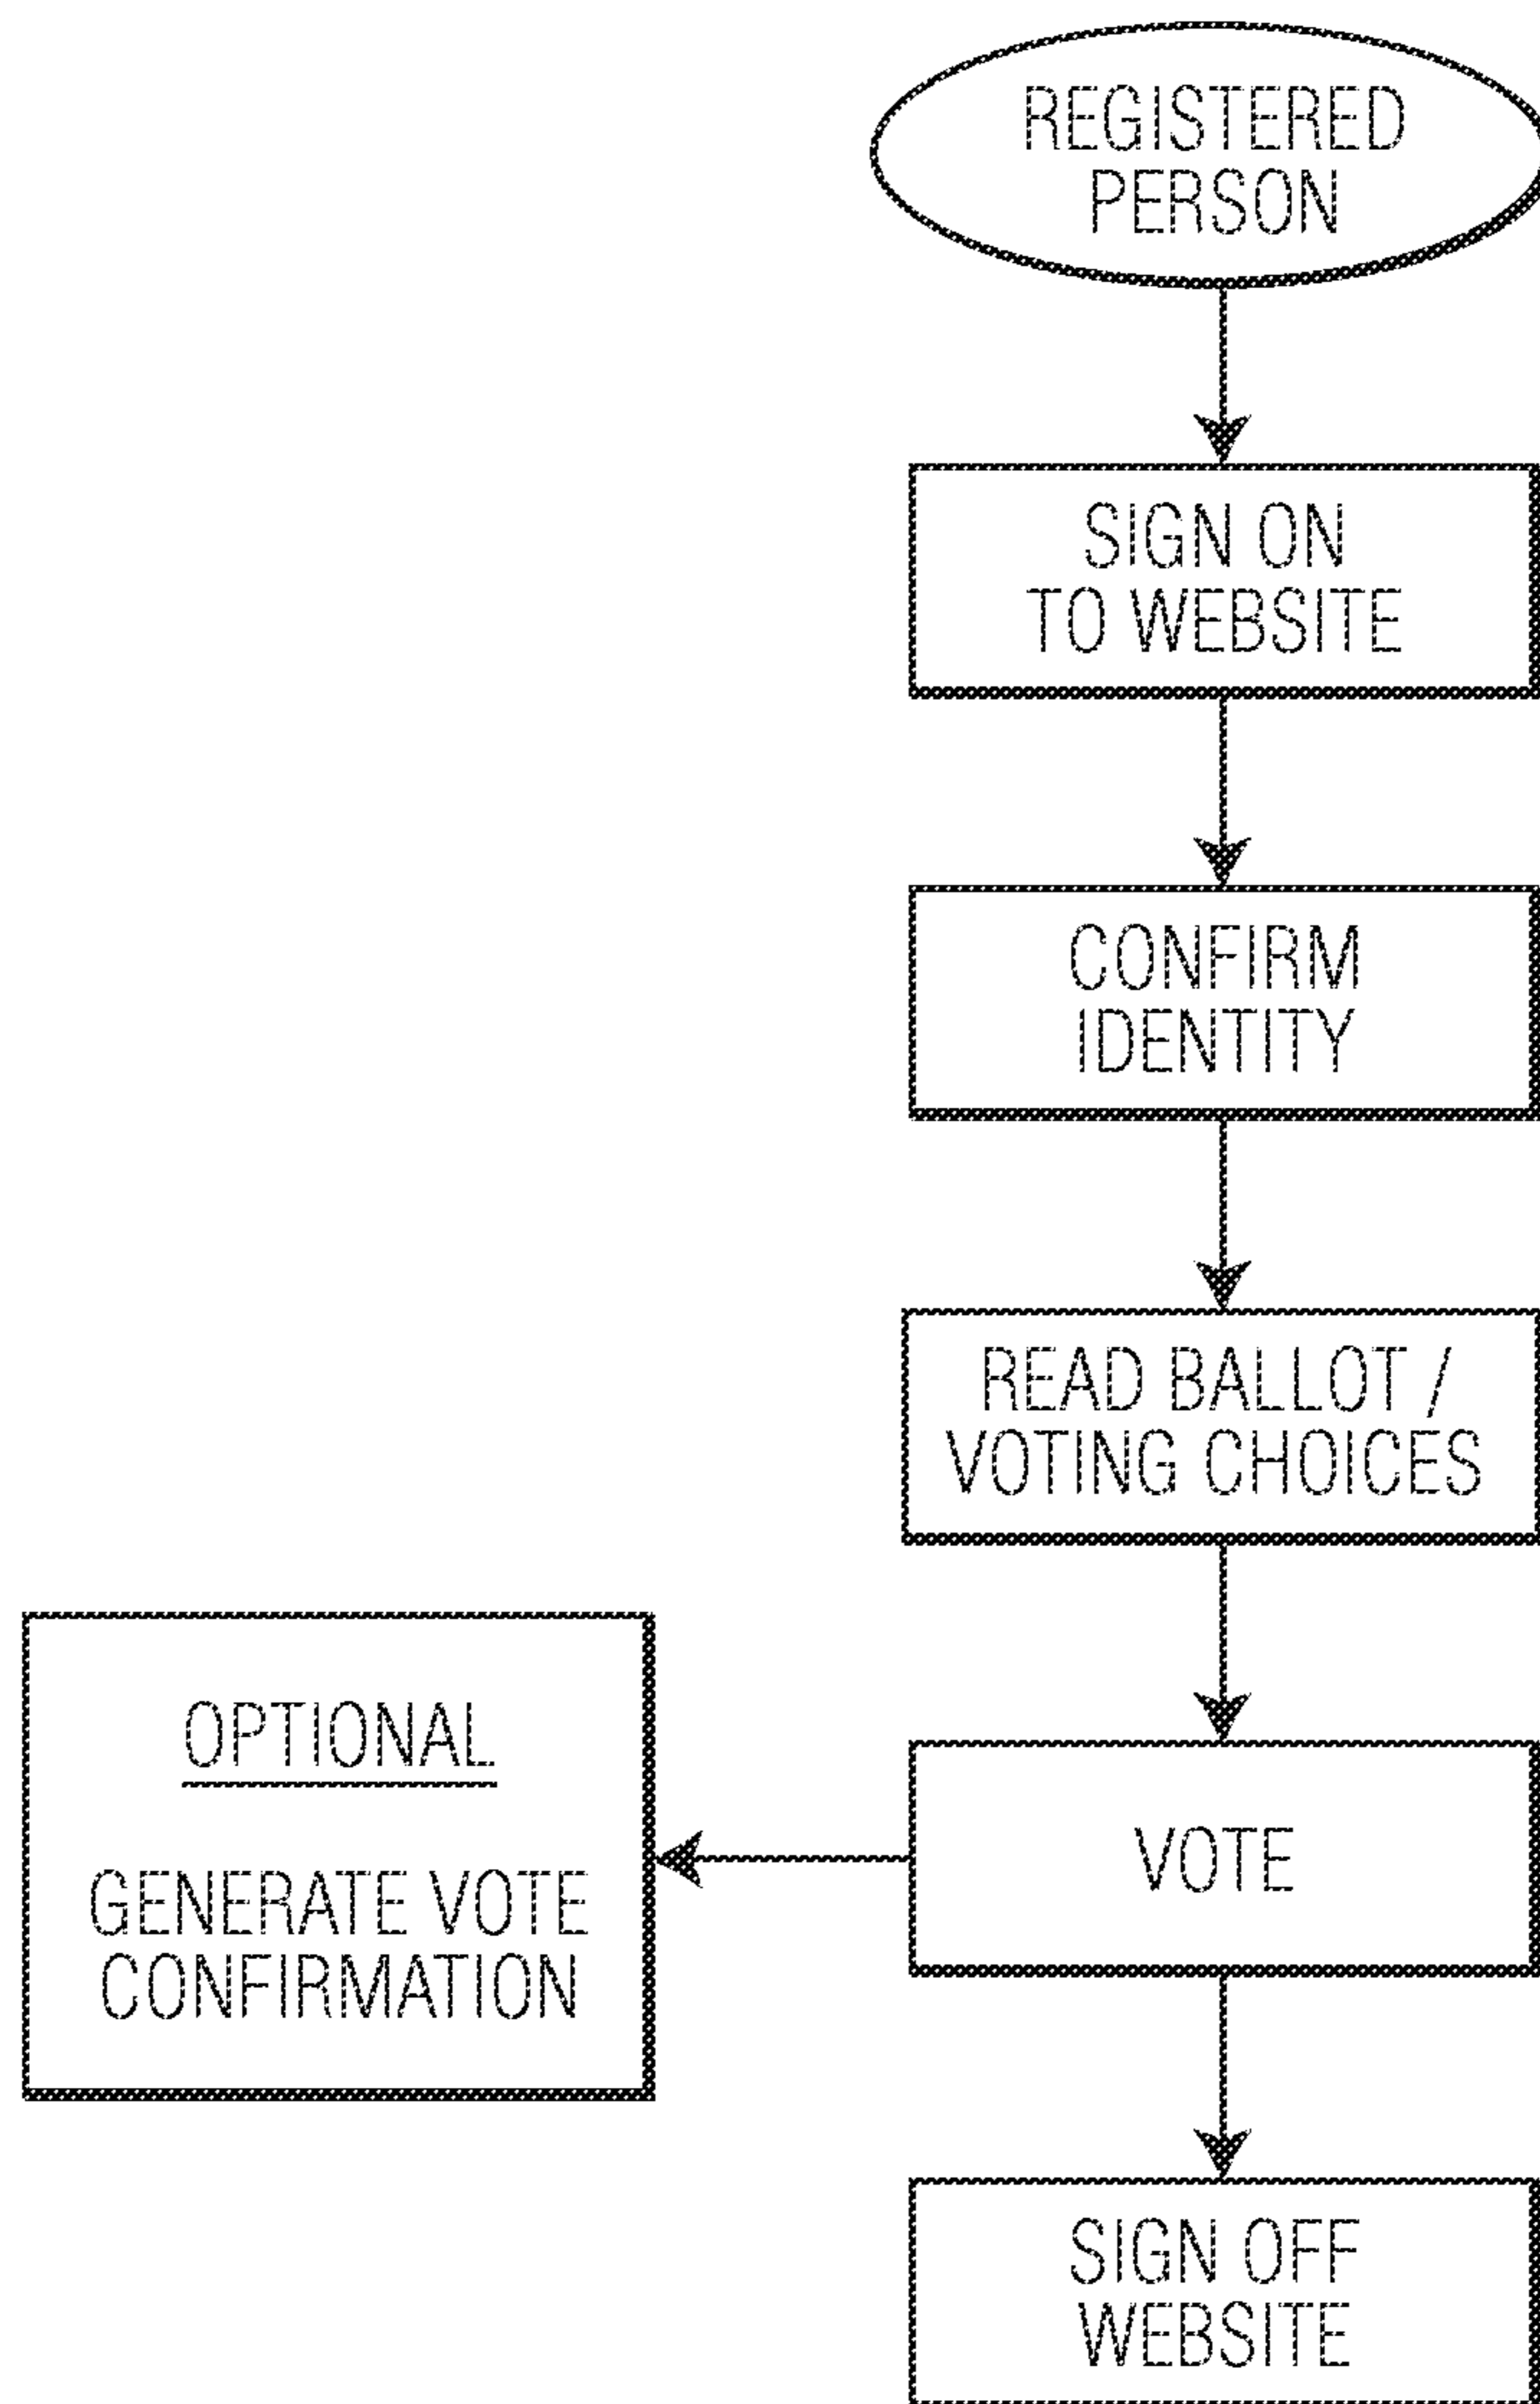 REGISTERED
PERSON
SIGN ON
TO WEBSITE
CONFIRM
IDENTITY
READ BALLOT /
VOTING CHOICES
OPTIONAL
GENERATE VOTE
CONFIRMATION
VOTE
SIGN OFF
WEBSITE